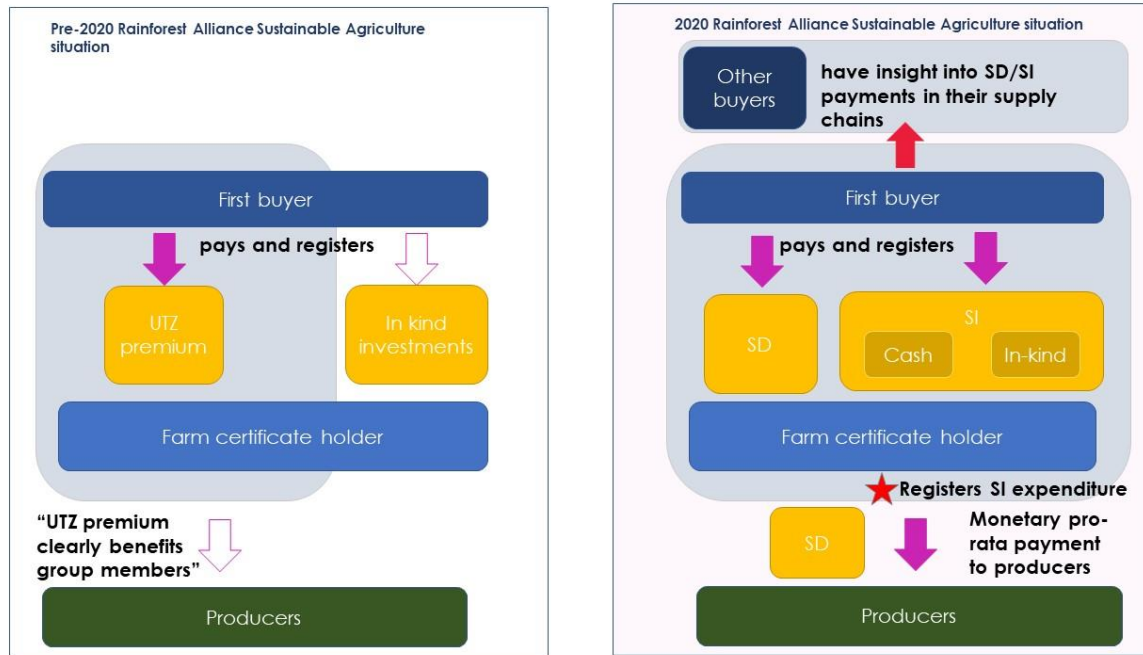 Pre-2020 Rainforest Alliance Sustainable Agriculture
situation
First buyer
pays and registers
UTZ
premium
In kind
investments
Farm certificate holder
“UTZ premium
clearly benefits
group members”
Producers
2020 Rainforest Alliance Sustainable Agriculture situation
Other
buyers
have insight into SD/SI
payments in their supply
chains
First buyer
pays and registers
SD
SI
Cash
In-kind
Farm certificate holder
Registers SI expenditure
SD
Monetary pro-
rata payment
to producers
Producers